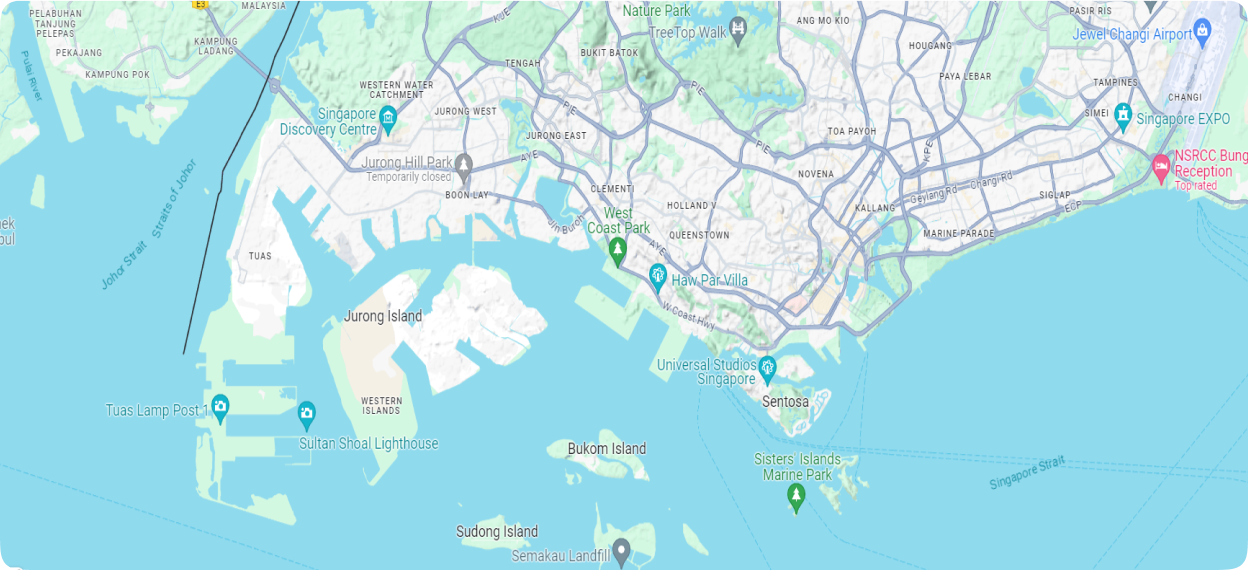 PELABUHAN
TANJUNG
PELEPAS
PEKAJANG
KAMPUNG POK
KAMPUNG
LADANG
E3
MALAYSIA
Pulai River
Straits of Johor
Johor Strait
KJE
Nature Park
TreeTop Walk
ANG MO KIO
PASIR RIS
Jewel Changi Airport
HOUGANG
BUKIT BATOK
TENGAH
PAYA LEBAR
TAMPINES
CHANGI
WESTERN WATER
CATCHMENT
Singapore
Discovery Centre
JURONG WEST
PIE
PIE
PIE
JURONG EAST
TOA PAYOH
SIMEI
Singapore EXPO
KPE
Jurong Hill Park
Temporarily closed
AYE
NOVENA
NSRCC Bung
Reception
Top rated
BOON LAY
CLEMENTI
HOLLAND V
Geylang Rd
Changi Rd
SIGLAP
KALLANG
ECP
West
Coast Park
Jln Buroh
QUEENSTOWN
AYE
MARINE PARADE
TUAS
Haw Par Villa
Jurong Island
W Coast Hwy
Universal Studios
Singapore
WESTERN
ISLANDS
Sentosa
Tuas Lamp Post 1
Sultan Shoal Lighthouse
Bukom Island
Sisters' Islands
Marine Park
Singapore Strait
Sudong Island
Semakau Landfill